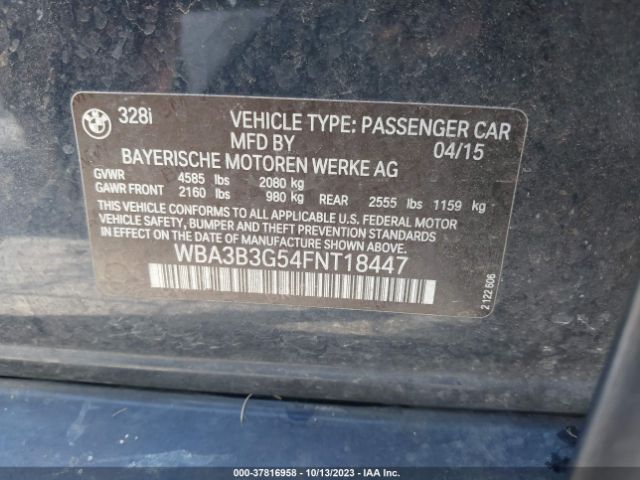 328i VEHICLE TYPE: PASSENGER CAR
MFD BY 04/15
BAYERISCHE MOTOREN WERKE AG
GVWR 4585 lbs 2080 kg
GAWR FRONT 2160 lbs 980 kg REAR 2555 lbs 1159 kg
THIS VEHICLE CONFORMS TO ALL APPLICABLE U.S. FEDERAL MOTOR
VEHICLE SAFETY, BUMPER AND THEFT PREVENTION STANDARDS
IN EFFECT ON THE DATE OF MANUFACTURE SHOWN ABOVE.
WBA3B3G54FNT18447
2 122 606
000-37816958 - 10/13/2023 - IAA Inc.